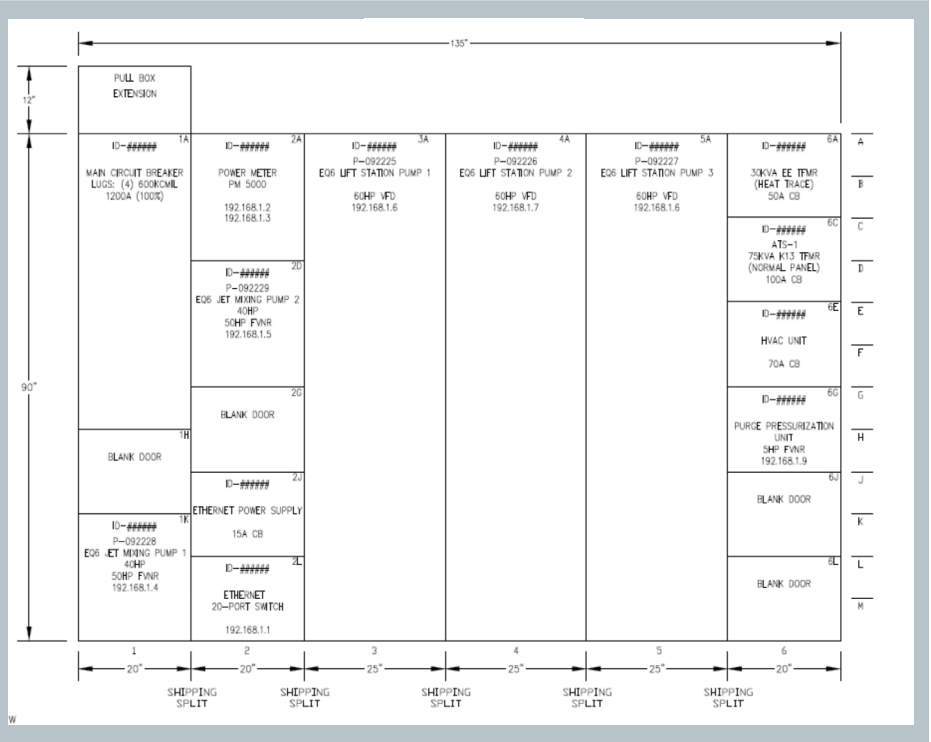 135"
PULL BOX
EXTENSION
12"
1A
ID-######
MAIN CIRCUIT BREAKER
LUGS: (4) 600KCMIL
1200A (100%)
1H
BLANK DOOR
1K
ID-######
P-092228
EQ6 JET MIXING PUMP 1
40HP
50HP FVNR
192.168.1.4
2A
ID-######
POWER METER
PM 5000
192.168.1.2
192.168.1.3
2D
ID-######
P-092229
EQ6 JET MIXING PUMP 2
40HP
50HP FVNR
192.168.1.5
2G
BLANK DOOR
2J
ID-######
ETHERNET POWER SUPPLY
15A CB
2L
ID-######
ETHERNET
20-PORT SWITCH
192.168.1.1
3A
ID-######
P-092225
EQ6 LIFT STATION PUMP 1
60HP VFD
192.168.1.6
4A
ID-######
P-092226
EQ6 LIFT STATION PUMP 2
60HP VFD
192.168.1.7
5A
ID-######
P-092227
EQ6 LIFT STATION PUMP 3
60HP VFD
192.168.1.6
6A
ID-######
30KVA EE TFMR
(HEAT TRACE)
50A CB
6C
ID-######
ATS-1
75KVA K13 TFMR
(NORMAL PANEL)
100A CB
6E
ID-######
HVAC UNIT
70A CB
6G
ID-######
PURGE PRESSURIZATION
UNIT
5HP FVNR
192.168.1.9
6J
BLANK DOOR
6L
BLANK DOOR
A
B
C
D
E
F
G
H
J
K
L
M
90"
1 2 3 4 5 6
20" 20" 25" 25" 25" 20"
SHIPPING SPLIT
SHIPPING SPLIT
SHIPPING SPLIT
SHIPPING SPLIT
SHIPPING SPLIT
W